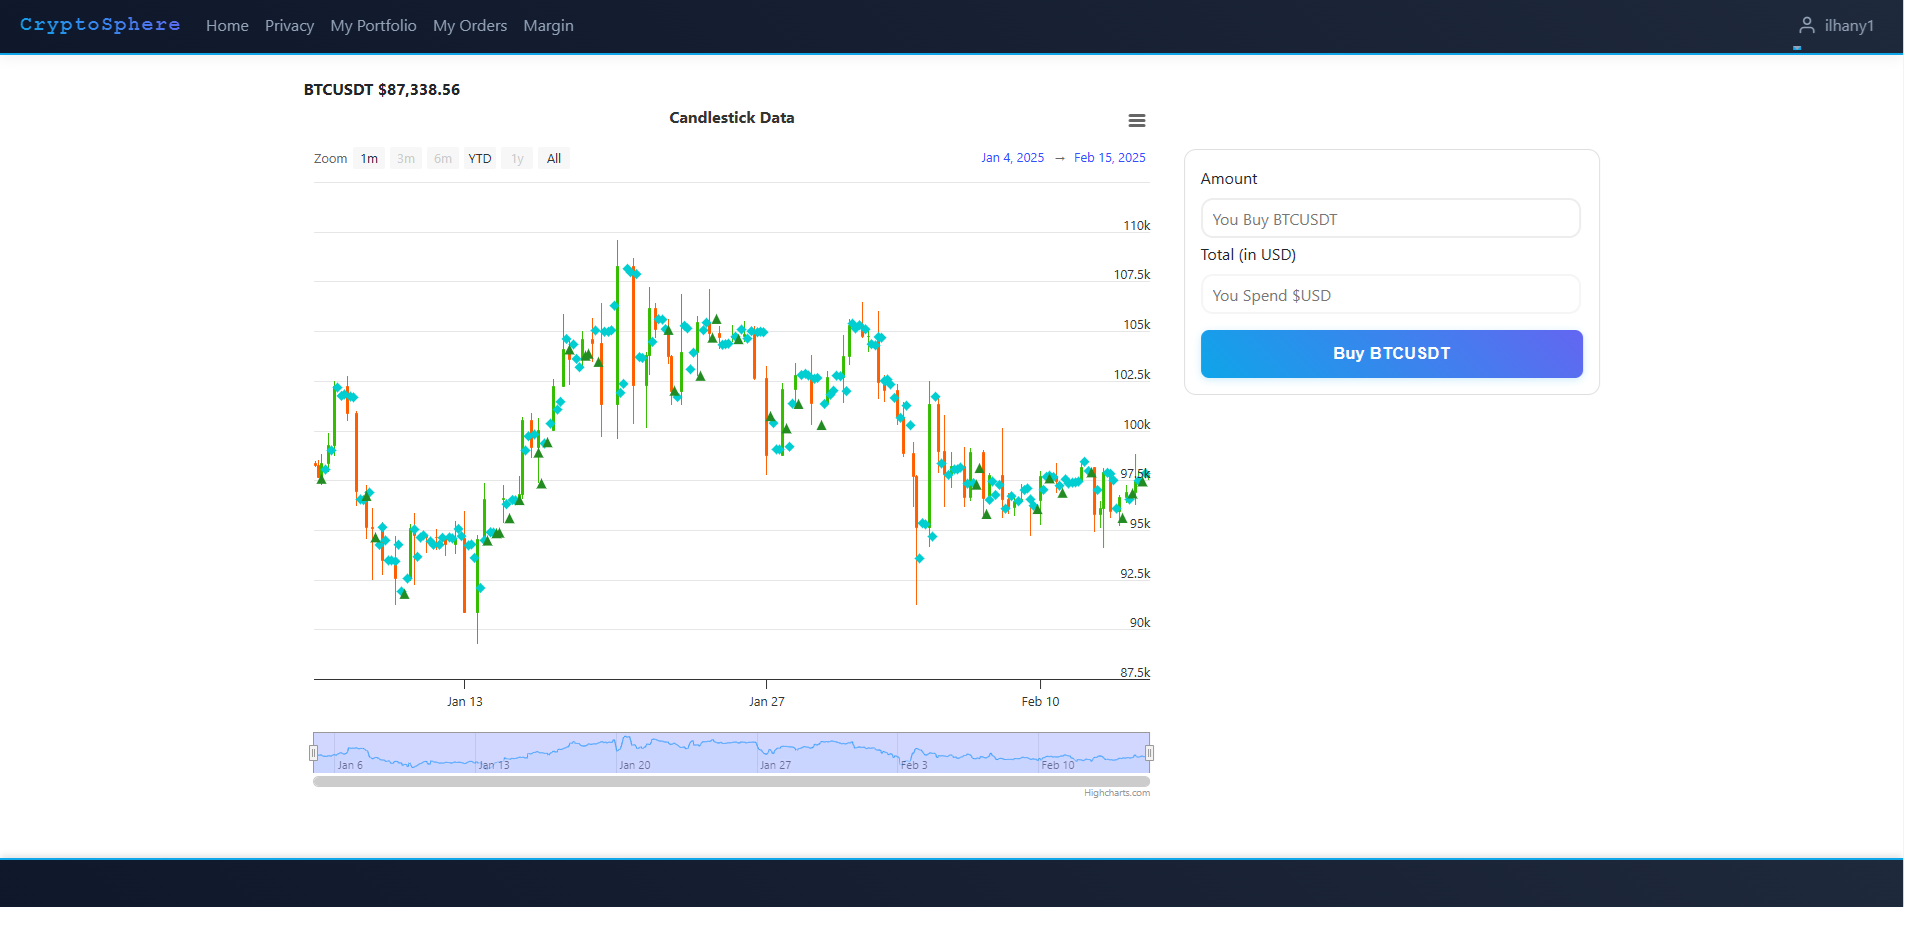 CryptoSphere Home Privacy My Portfolio My Orders Margin ilhany1
BTCUSDT $87,338.56
Candlestick Data
Zoom 1m 3m 6m YTD 1y All Jan 4, 2025 → Feb 15, 2025
110k
107.5k
105k
102.5k
100k
97.5k
95k
92.5k
90k
87.5k
Jan 13 Jan 27 Feb 10
Jan 6 Jan 13 Jan 20 Jan 27 Feb 3 Feb 10
Highcharts.com
Amount
You Buy BTCUSDT
Total (in USD)
You Spend $USD
Buy BTCUSDT